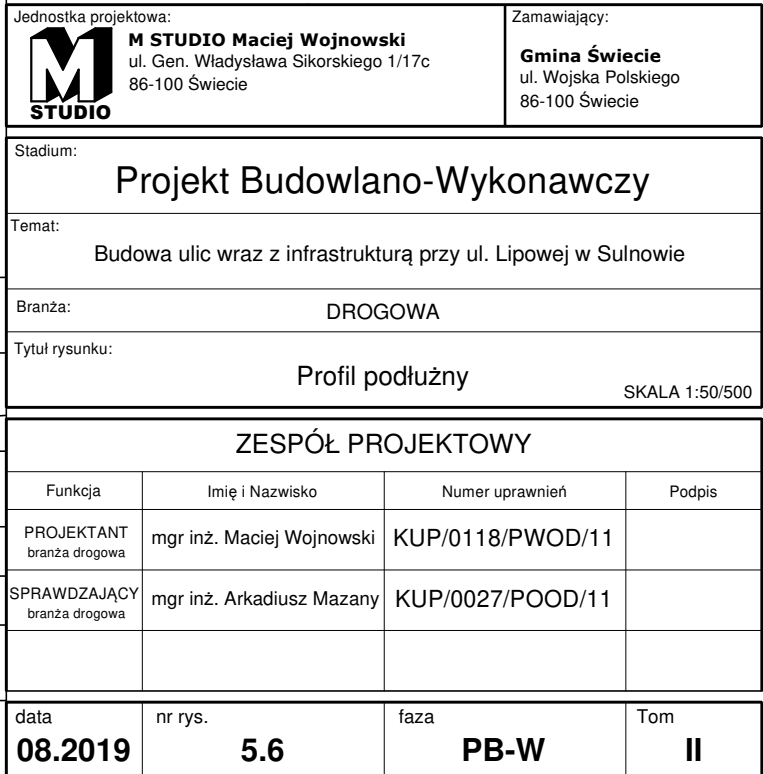 Jednostka projektowa:
M STUDIO
M STUDIO Maciej Wojnowski
ul. Gen. Władysława Sikorskiego 1/17c
86-100 Świecie
Zamawiający:
Gmina Świecie
ul. Wojska Polskiego
86-100 Świecie
Stadium:
Projekt Budowlano-Wykonawczy
Temat:
Budowa ulic wraz z infrastrukturą przy ul. Lipowej w Sulnowie
Branża:
DROGOWA
Tytuł rysunku:
Profil podłużny
SKALA 1:50/500
ZESPÓŁ PROJEKTOWY
Funkcja Imię i Nazwisko Numer uprawnień Podpis
PROJEKTANT
branża drogowa
mgr inż. Maciej Wojnowski KUP/0118/PWOD/11
SPRAWDZAJĄCY
branża drogowa
mgr inż. Arkadiusz Mazany KUP/0027/POOD/11
data nr rys. faza Tom
08.2019 5.6 PB-W II